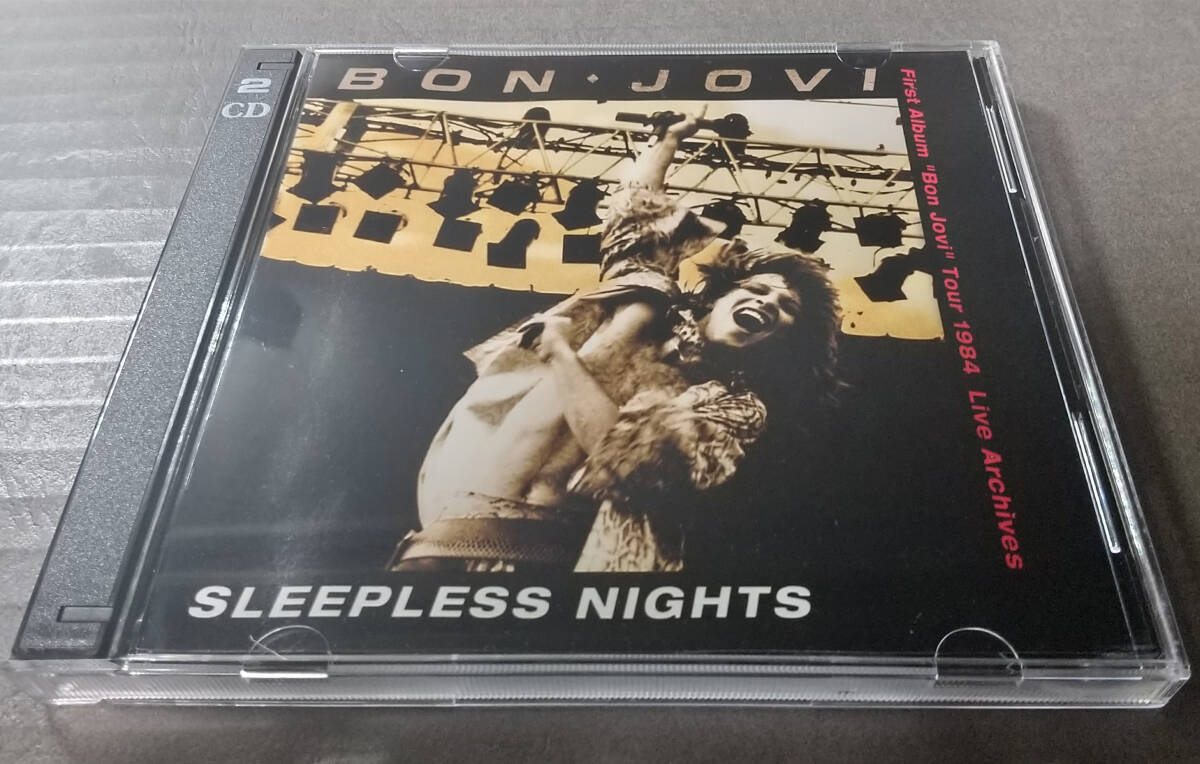 2
CD
BON · JOVI
First Album "Bon Jovi" Tour 1984 Live Archives
SLEEPLESS NIGHTS